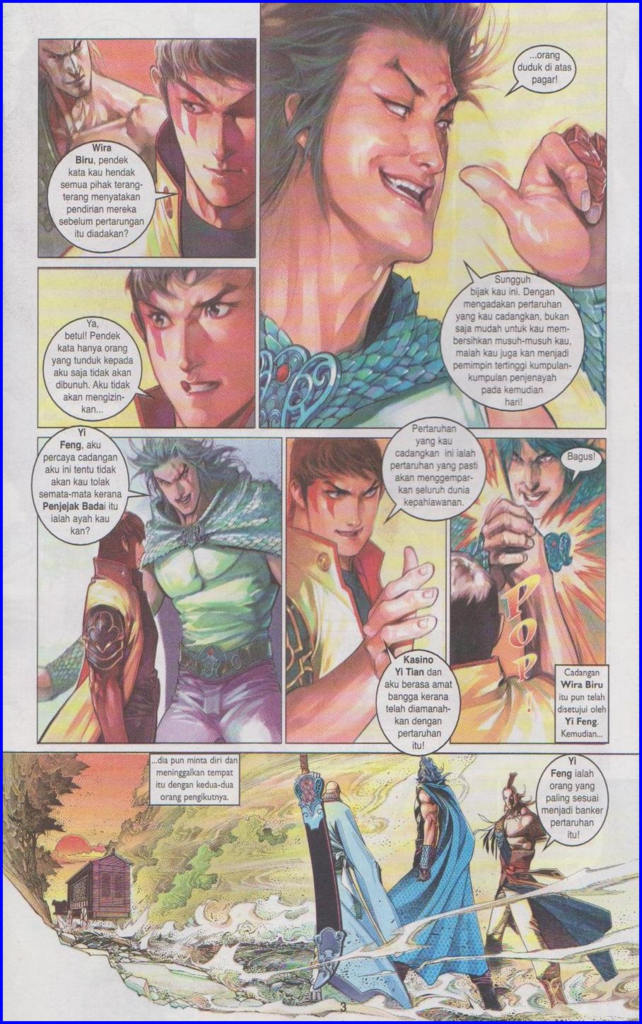 Wira
Biru, pendek
kata kau hendak
semua pihak terang-
terang menyatakan
pendirian mereka
sebelum pertarungan
itu diadakan?
Ya,
betul! Pendek
kata hanya orang
yang tunduk kepada
aku saja tidak akan
dibunuh. Aku tidak
akan mengizin-
kan...
...orang
duduk di atas
pagar!
Sungguh
bijak kau ini. Dengan
mengadakan pertaruhan
yang kau cadangkan, bukan
saja mudah untuk kau mem-
bersihkan musuh-musuh kau,
malah kau juga kan menjadi
pemimpin tertinggi kumpulan-
kumpulan penjenayah
pada kemudian
hari!
Yi
Feng, aku
percaya cadangan
aku ini tentu tidak
akan kau tolak
semata-mata kerana
Penjejak Badai itu
ialah ayah kau
kan?
Pertaruhan
yang kau
cadangkan ini ialah
pertaruhan yang pasti
akan menggempar-
kan seluruh dunia
kepahlawanan.
Kasino
Yi Tian dan
aku berasa amat
bangga kerana
telah diamanah-
kan dengan
pertaruhan
itu!
Bagus!
POP!
Cadangan
Wira Biru
itu pun telah
disetujui oleh
Yi Feng.
Kemudian...
...dia pun minta diri dan
meninggalkan tempat
itu dengan kedua-dua
orang pengikutnya.
Yi
Feng ialah
orang yang
paling sesuai
menjadi banker
pertaruhan
itu!
3